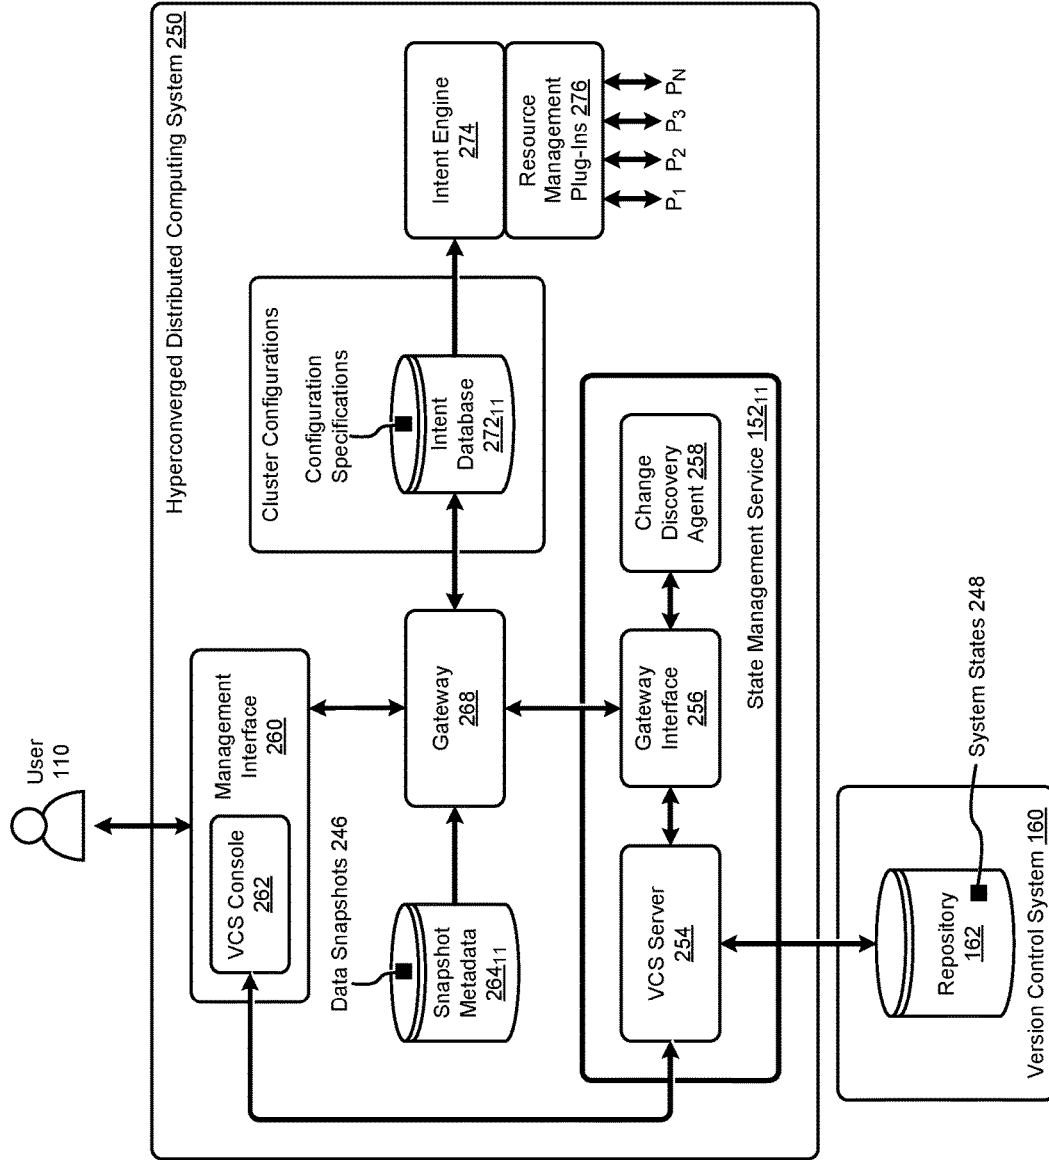 User
110
Hyperconverged Distributed Computing System 250
Management
Interface
260
VCS Console
262
Data Snapshots 246
Snapshot
Metadata
264₁₁
Gateway
268
Cluster Configurations
Configuration
Specifications
Intent
Database
272₁₁
Intent Engine
274
Resource
Management
Plug-Ins 276
P₁ P₂ P₃ P_N
VCS Server
254
Gateway
Interface
256
Change
Discovery
Agent 258
State Management Service 152₁₁
Repository
162
System States 248
Version Control System 160